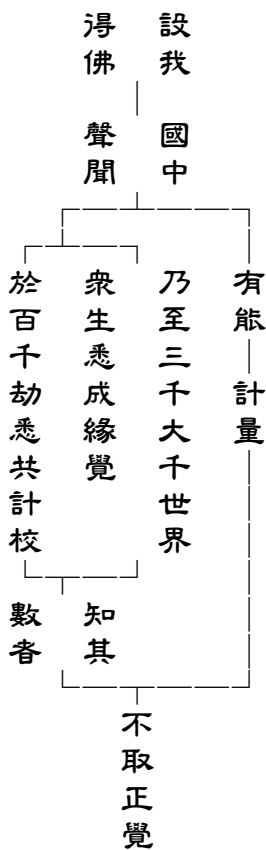 設我
得佛
國中
聲聞
有能
計量
乃至三千大千世界
衆生悉成緣覺
於百千劫悉共計校
知其
數者
不取正覺